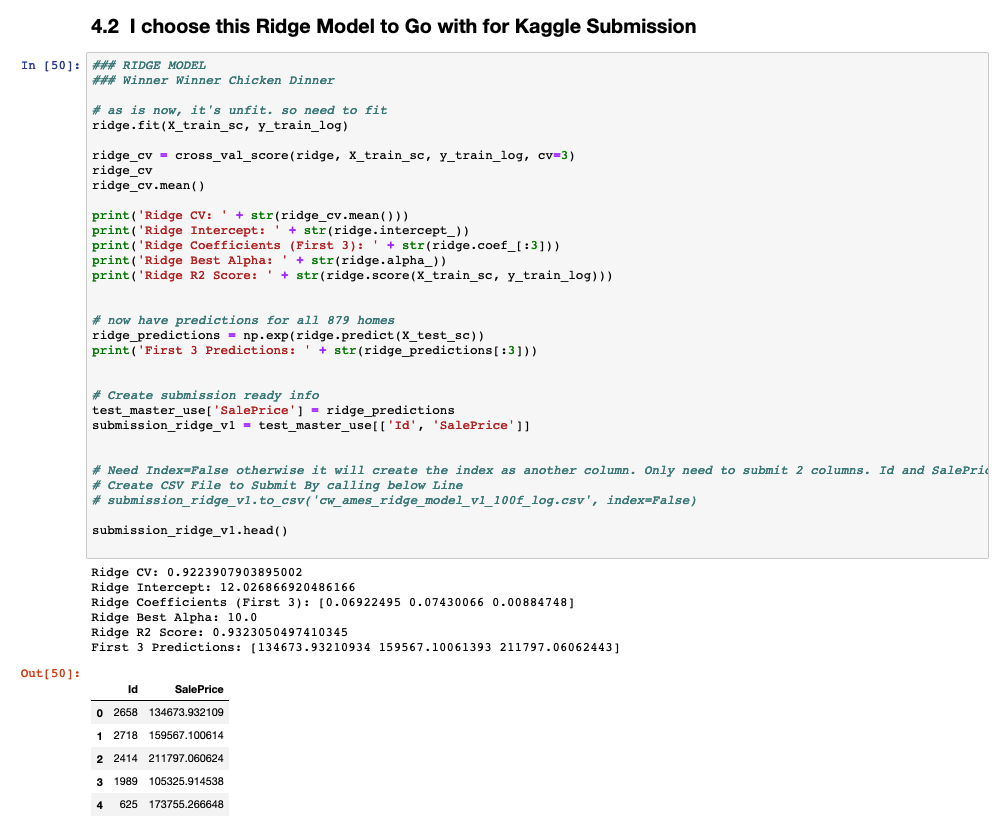 4.2 I choose this Ridge Model to Go with for Kaggle Submission
In [50]:
### RIDGE MODEL
### Winner Winner Chicken Dinner
# as is now, it's unfit. so need to fit
ridge.fit(X_train_sc, y_train_log)
ridge_cv = cross_val_score(ridge, X_train_sc, y_train_log, cv=3)
ridge_cv
ridge_cv.mean()
print('Ridge CV: ' + str(ridge_cv.mean()))
print('Ridge Intercept: ' + str(ridge.intercept_))
print('Ridge Coefficients (First 3): ' + str(ridge.coef_[:3]))
print('Ridge Best Alpha: ' + str(ridge.alpha_))
print('Ridge R2 Score: ' + str(ridge.score(X_train_sc, y_train_log)))
# now have predictions for all 879 homes
ridge_predictions = np.exp(ridge.predict(X_test_sc))
print('First 3 Predictions: ' + str(ridge_predictions[:3]))
# Create submission ready info
test_master_use['SalePrice'] = ridge_predictions
submission_ridge_v1 = test_master_use[['Id', 'SalePrice']]
# Need Index=False otherwise it will create the index as another column. Only need to submit 2 columns. Id and SalePric
# Create CSV File to Submit By calling below Line
# submission_ridge_v1.to_csv('cw_ames_ridge_model_v1_100f_log.csv', index=False)
submission_ridge_v1.head()
Ridge CV: 0.9223907903895002
Ridge Intercept: 12.026866920486166
Ridge Coefficients (First 3): [0.06922495 0.07430066 0.00884748]
Ridge Best Alpha: 10.0
Ridge R2 Score: 0.9323050497410345
First 3 Predictions: [134673.93210934 159567.10061393 211797.06062443]
Out[50]:
Id SalePrice
0 2658 134673.932109
1 2718 159567.100614
2 2414 211797.060624
3 1989 105325.914538
4 625 173755.266648